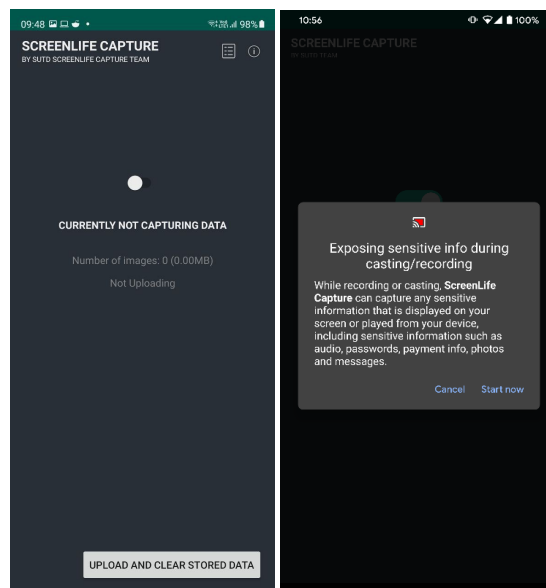 09:48
98%
SCREENLIFE CAPTURE
BY SUTD SCREENLIFE CAPTURE TEAM
CURRENTLY NOT CAPTURING DATA
Number of images: 0 (0.00MB)
Not Uploading
UPLOAD AND CLEAR STORED DATA
10:56
100%
SCREENLIFE CAPTURE
BY SUTD TEAM
Exposing sensitive info during
casting/recording
While recording or casting, ScreenLife
Capture can capture any sensitive
information that is displayed on your
screen or played from your device,
including sensitive information such as
audio, passwords, payment info, photos
and messages.
Cancel Start now